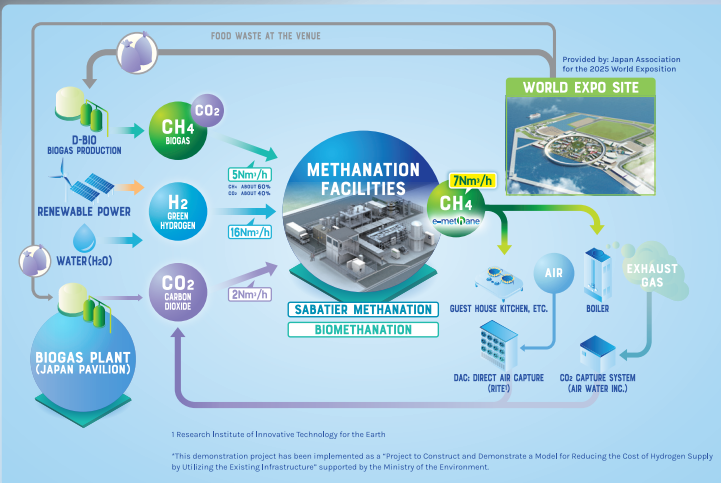 FOOD WASTE AT THE VENUE
Provided by: Japan Association
for the 2025 World Exposition
WORLD EXPO SITE
D-BIO
BIOGAS PRODUCTION
CH4
BIOGAS
CO2
5Nm³/h
CH4 ABOUT 60%
CO2 ABOUT 40%
RENEWABLE POWER
H2
GREEN
HYDROGEN
16Nm³/h
WATER(H2O)
CO2
CARBON
DIOXIDE
2Nm³/h
BIOGAS PLANT
(JAPAN PAVILION)
METHANATION
FACILITIES
SABATIER METHANATION
BIOMETHANATION
7Nm³/h
CH4
e-methane
GUEST HOUSE KITCHEN, ETC.
AIR
BOILER
EXHAUST
GAS
DAC: DIRECT AIR CAPTURE
(RITE¹)
CO2 CAPTURE SYSTEM
(AIR WATER INC.)
1 Research Institute of Innovative Technology for the Earth
*This demonstration project has been implemented as a “Project to Construct and Demonstrate a Model for Reducing the Cost of Hydrogen Supply
by Utilizing the Existing Infrastructure” supported by the Ministry of the Environment.